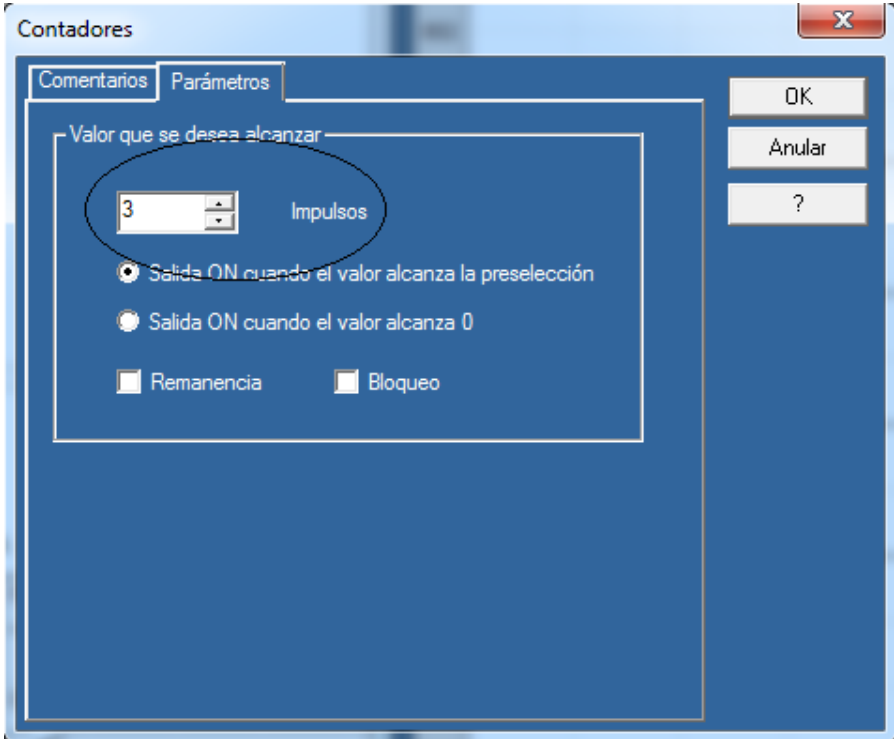 Contadores
x
Comentarios
Parámetros
OK
Anular
?
Valor que se desea alcanzar
3
Impulsos
Salida ON cuando el valor alcanza la preselección
Salida ON cuando el valor alcanza 0
Remanencia
Bloqueo